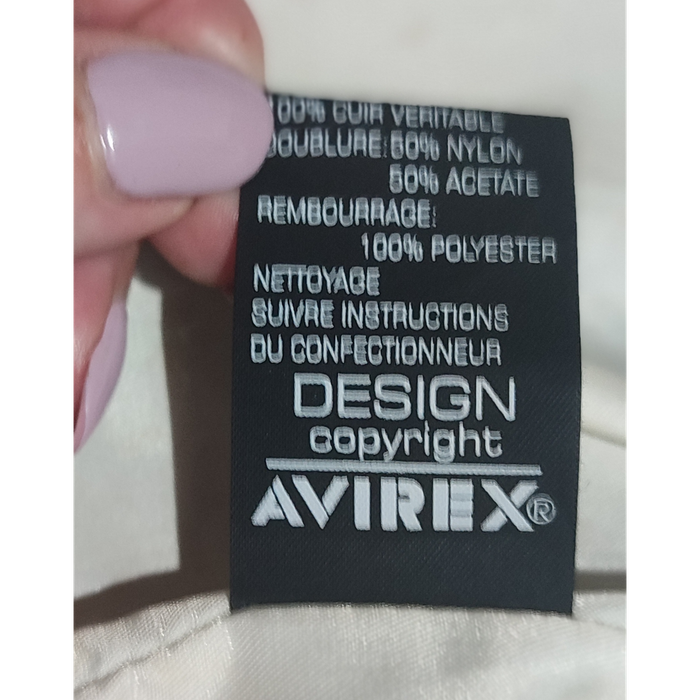 100% CUIR VERITABLE
DOUBLURE: 50% NYLON
50% ACETATE
REMBOURRAGE:
100% POLYESTER
NETTOYAGE
SUIVRE INSTRUCTIONS
DU CONFECTIONNEUR
DESIGN
copyright
AVIREX®